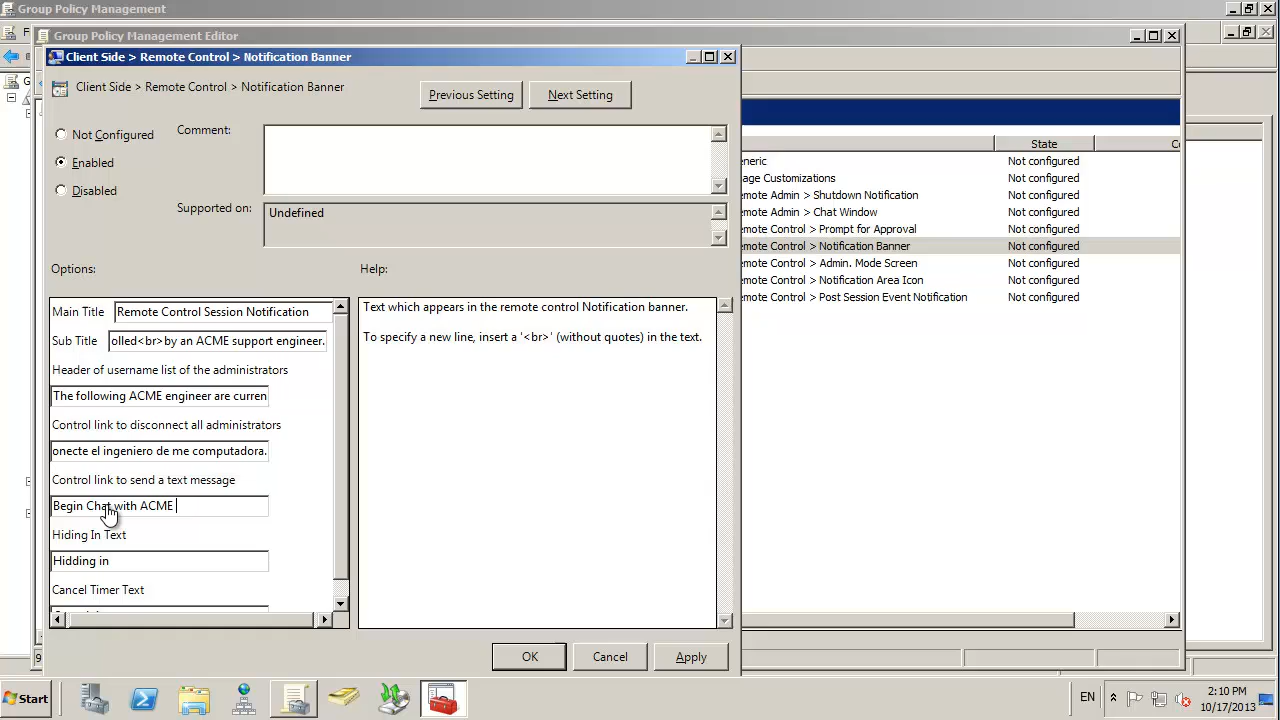 Group Policy Management
F
Group Policy Management Editor
Client Side > Remote Control > Notification Banner
G
Client Side > Remote Control > Notification Banner
Previous Setting
Next Setting
Not Configured
Comment:
Enabled
Disabled
Supported on:
Undefined
Options:
Help:
Main Title
Remote Control Session Notification
Sub Title
olled<br>by an ACME support engineer.
Header of username list of the administrators
The following ACME engineer are curren
Control link to disconnect all administrators
onecte el ingeniero de me computadora.
Control link to send a text message
Begin Chat with ACME
Hiding In Text
Hidding in
Cancel Timer Text
Text which appears in the remote control Notification banner.
To specify a new line, insert a '<br>' (without quotes) in the text.
State
C
eneric Not configured
age Customizations Not configured
emote Admin > Shutdown Notification Not configured
emote Admin > Chat Window Not configured
emote Control > Prompt for Approval Not configured
emote Control > Notification Banner Not configured
emote Control > Admin. Mode Screen Not configured
emote Control > Notification Area Icon Not configured
emote Control > Post Session Event Notification Not configured
OK
Cancel
Apply
9
Start
EN
2:10 PM
10/17/2013